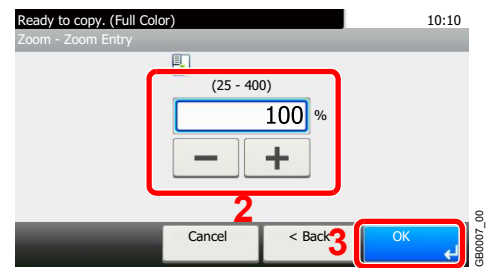 Ready to copy. (Full Color) 10:10
Zoom - Zoom Entry
(25 - 400)
100 %
− +
2
Cancel < Back 3 OK
GB0007_00